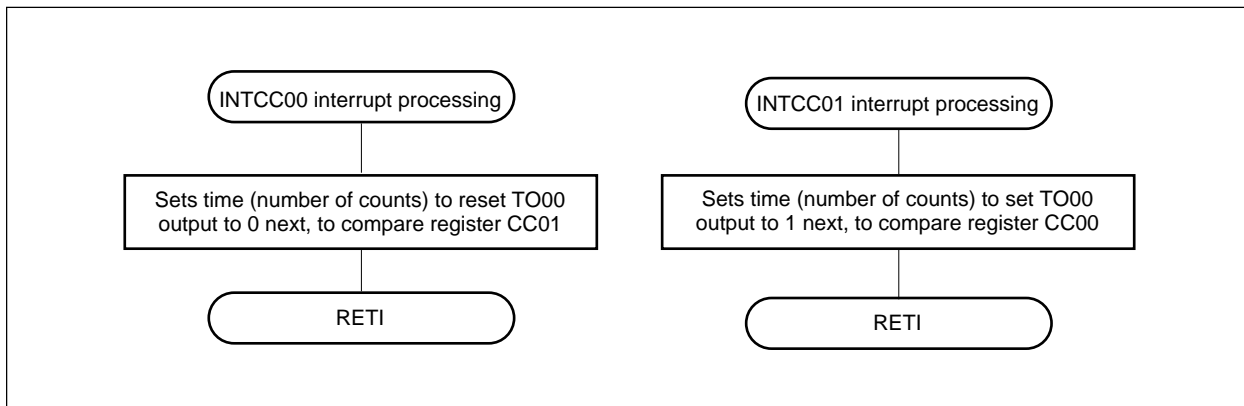 INTCC00 interrupt processing
Sets time (number of counts) to reset TO00
output to 0 next, to compare register CC01
RETI
INTCC01 interrupt processing
Sets time (number of counts) to set TO00
output to 1 next, to compare register CC00
RETI